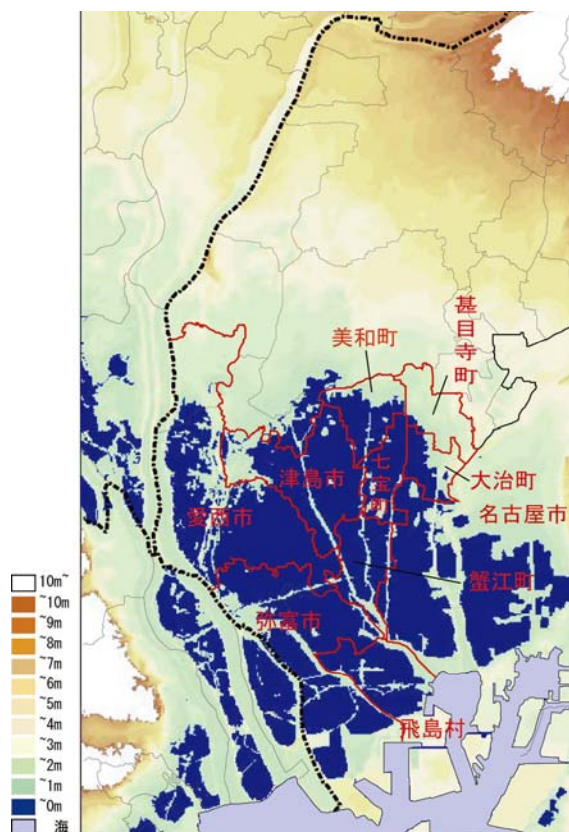 美和町
甚目寺町
七宝町
津島市
大治町
名古屋市
愛西市
蟹江町
弥富市
飛島村
10m~
~10m
~9m
~8m
~7m
~6m
~5m
~4m
~3m
~2m
~1m
~0m
海